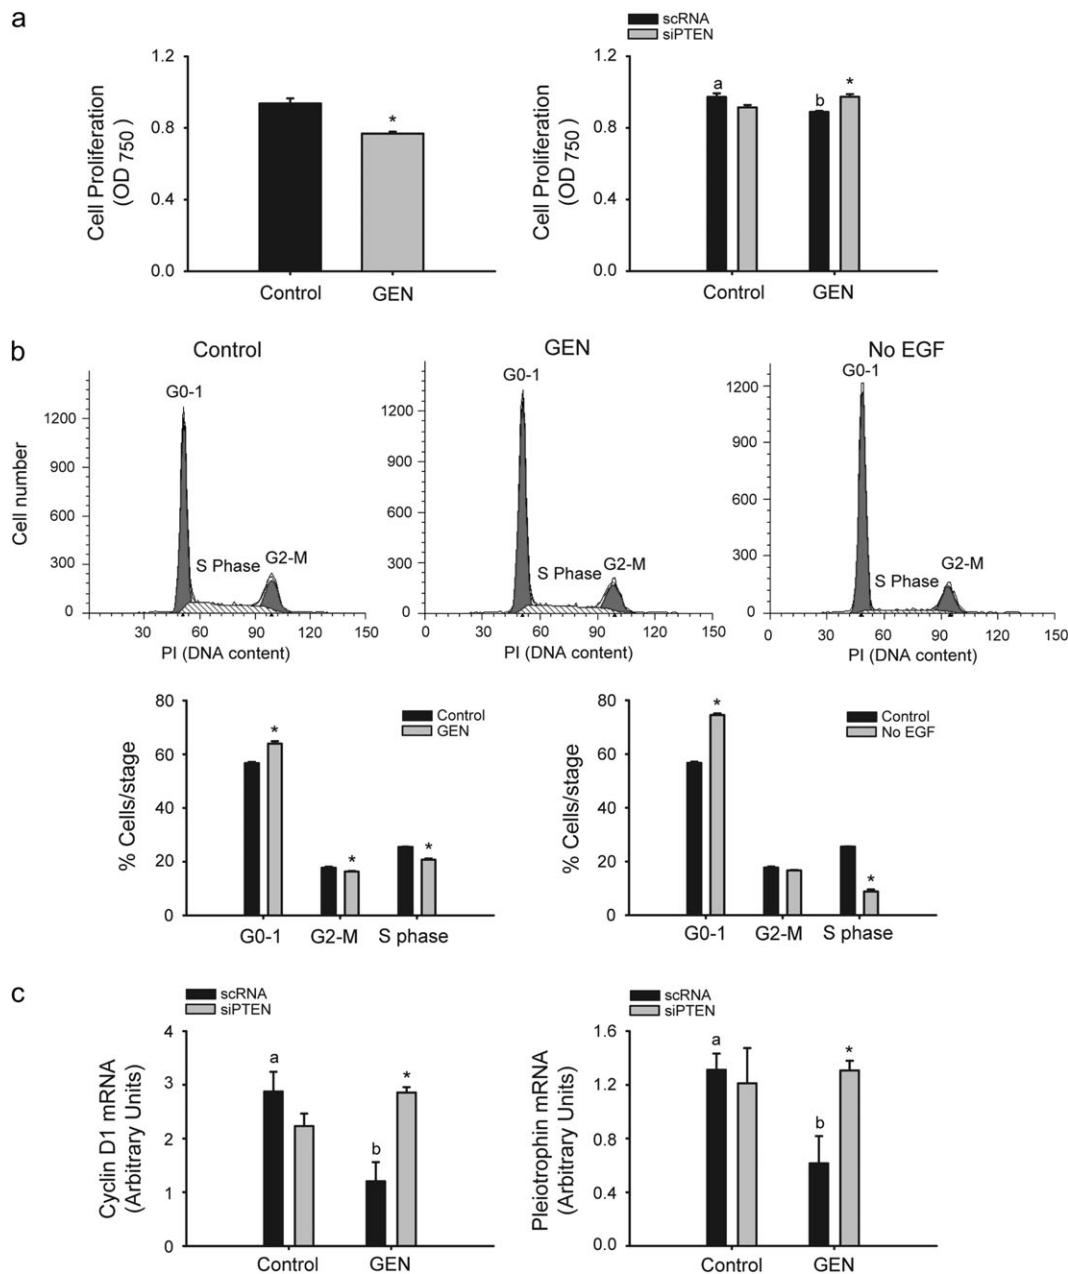 a
scRNA
siPTEN
1.2
0.8
0.4
0.0
Cell Proliferation
(OD 750)
*
Control
GEN
1.2
0.8
0.4
0.0
Cell Proliferation
(OD 750)
a
b
*
Control
GEN
b
Control
GEN
No EGF
G0-1
S Phase
G2-M
Cell number
1200
900
600
300
0
30
60
90
120
150
PI (DNA content)
G0-1
S Phase
G2-M
1200
900
600
300
0
0
30
60
90
120
150
PI (DNA content)
G0-1
S Phase
G2-M
1200
900
600
300
0
0
30
60
90
120
150
PI (DNA content)
80
60
40
20
0
% Cells/stage
Control
GEN
*
*
*
G0-1
G2-M
S phase
80
60
40
20
0
% Cells/stage
Control
No EGF
*
*
G0-1
G2-M
S phase
c
scRNA
siPTEN
4
3
2
1
0
Cyclin D1 mRNA
(Arbitrary Units)
a
b
*
Control
GEN
scRNA
siPTEN
1.6
1.2
0.8
0.4
0.0
Pleiotrophin mRNA
(Arbitrary Units)
a
b
*
Control
GEN